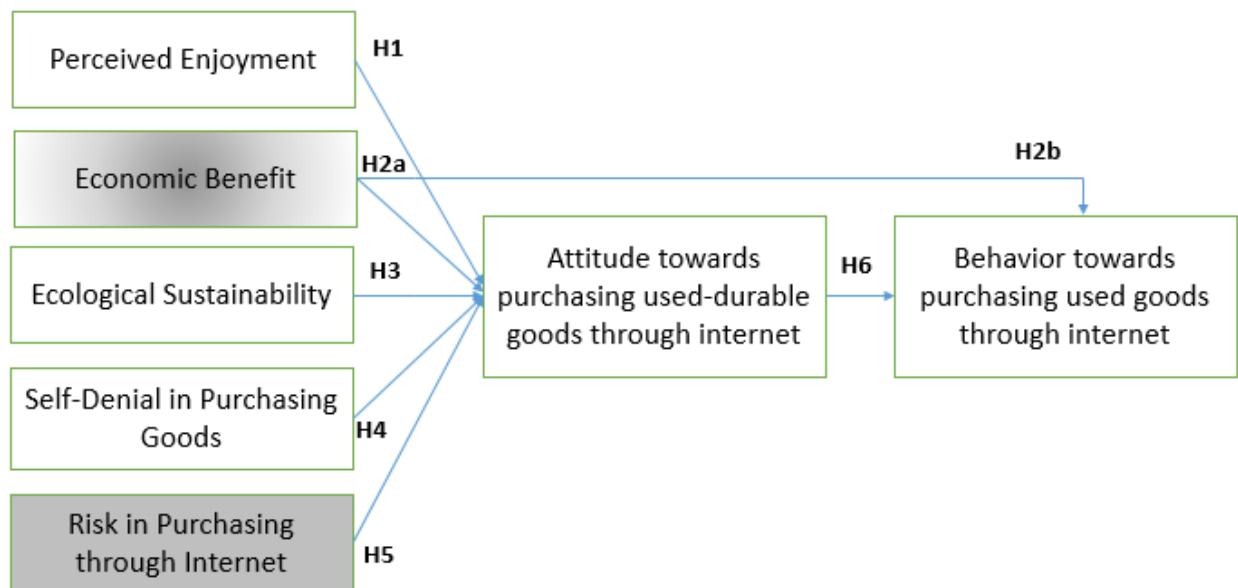 Perceived Enjoyment
H1
Economic Benefit
H2a
H2b
Ecological Sustainability
H3
Attitude towards
purchasing used-durable
goods through internet
H6
Behavior towards
purchasing used goods
through internet
Self-Denial in Purchasing
Goods
H4
Risk in Purchasing
through Internet
H5